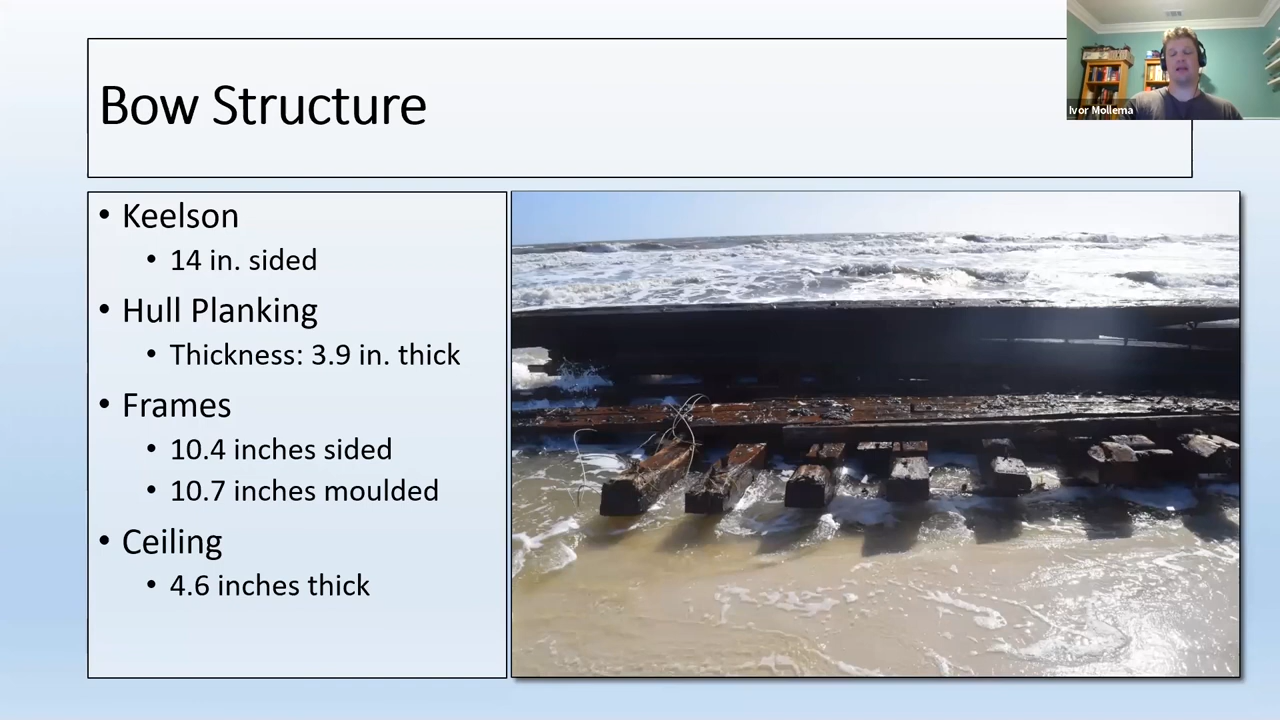 Bow Structure
Ivor Mollema
• Keelson
• 14 in. sided
• Hull Planking
• Thickness: 3.9 in. thick
• Frames
• 10.4 inches sided
• 10.7 inches moulded
• Ceiling
• 4.6 inches thick